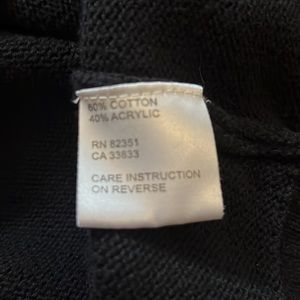 60% COTTON
40% ACRYLIC
RN 82351
CA 33633
CARE INSTRUCTION
ON REVERSE